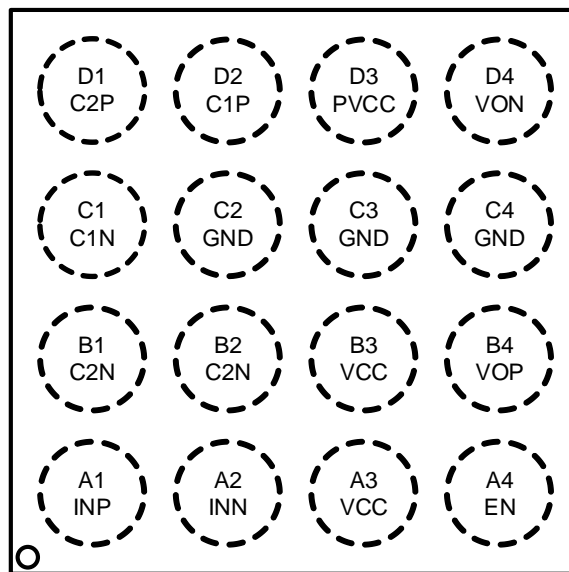 D1
C2P
D2
C1P
D3
PVCC
D4
VON
C1
C1N
C2
GND
C3
GND
C4
GND
B1
C2N
B2
C2N
B3
VCC
B4
VOP
A1
INP
A2
INN
A3
VCC
A4
EN